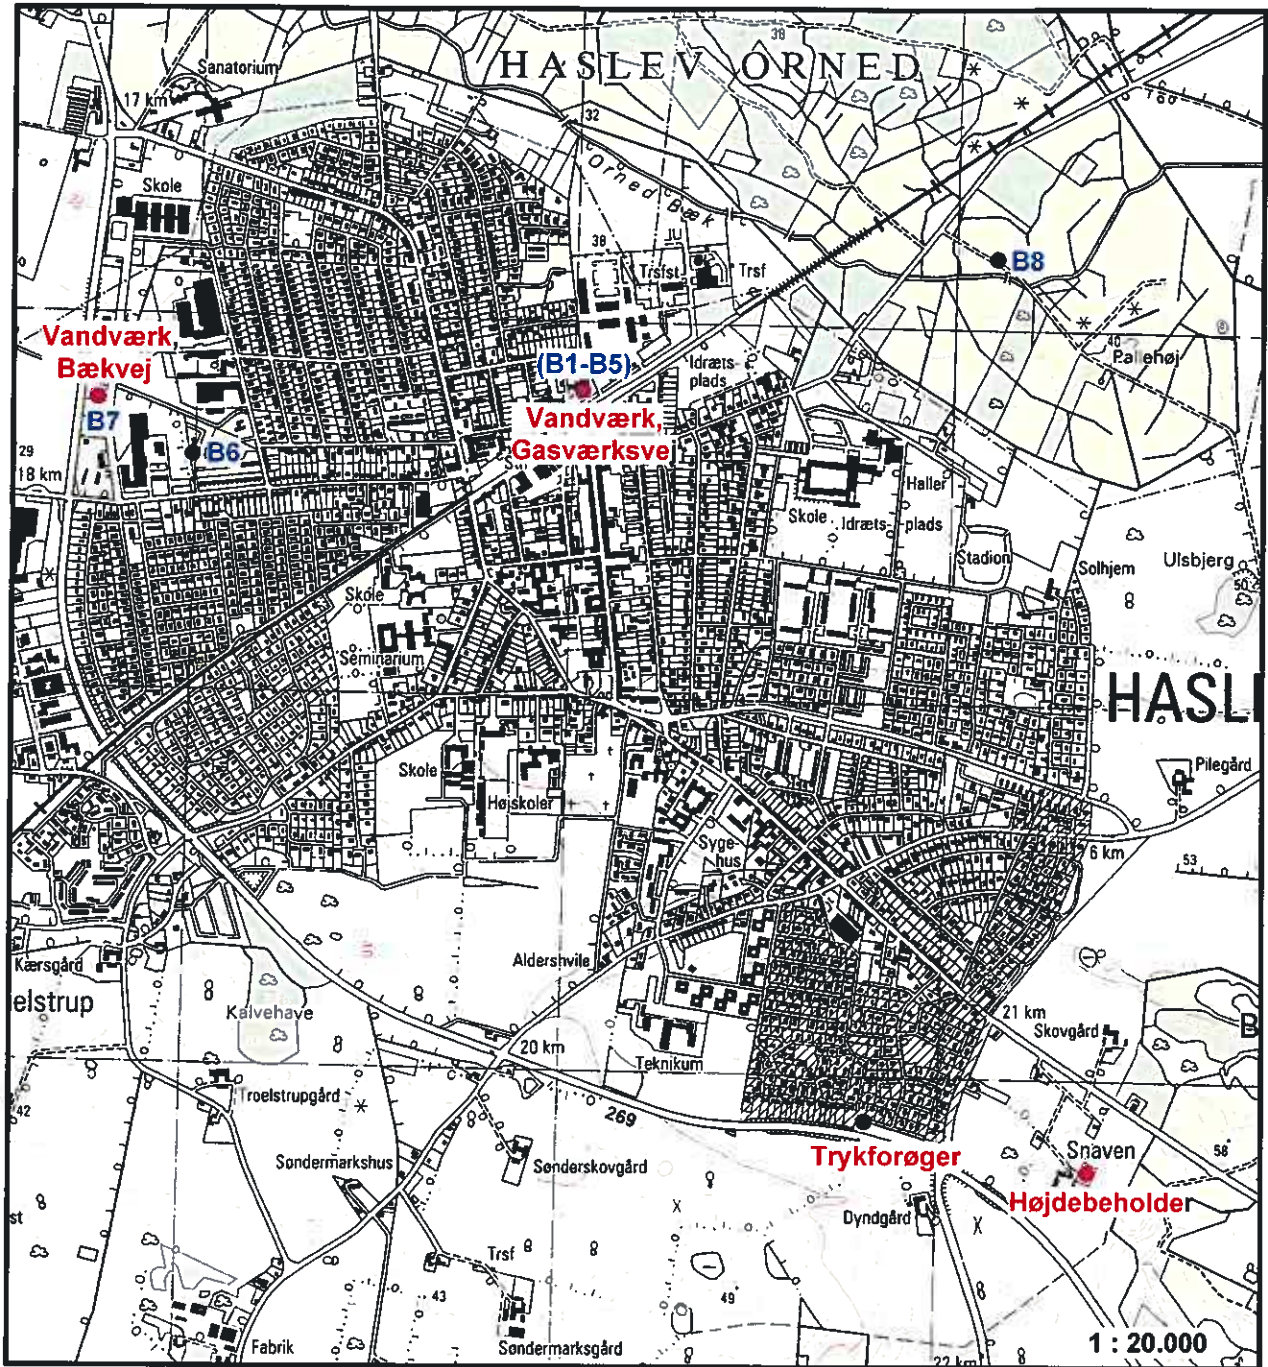 HASLEV ORNED
38
Sanatorium
17 km
32
Orned Bæk
Skole
38
Trsfst
Trsf
B8
Vandværk,
Bækvej
B7
B6
(B1-B5)
Vandværk,
Gasværksve
Idræts-
plads
40
Pallehøj
29
18 km
Haller
Skole
Idræts-
plads
Stadion
Solhjem
Ulsbjerg
50
Skole
Seminarium
HASL
Pilegård
Skole
Højskoler
Syge-
hus
6 km
53
Aldershvile
Kærsgård
elstrup
Kalvehave
21 km
Skovgård
B
20 km
Teknikum
42
Troelstrupgård
269
Trykforøger
Snaven
58
Højdebeholder
Søndermarkshus
Sønderskovgård
Dyndgård
st
Trsf
43
49
Fabrik
Søndermarksgård
22 km
1 : 20.000